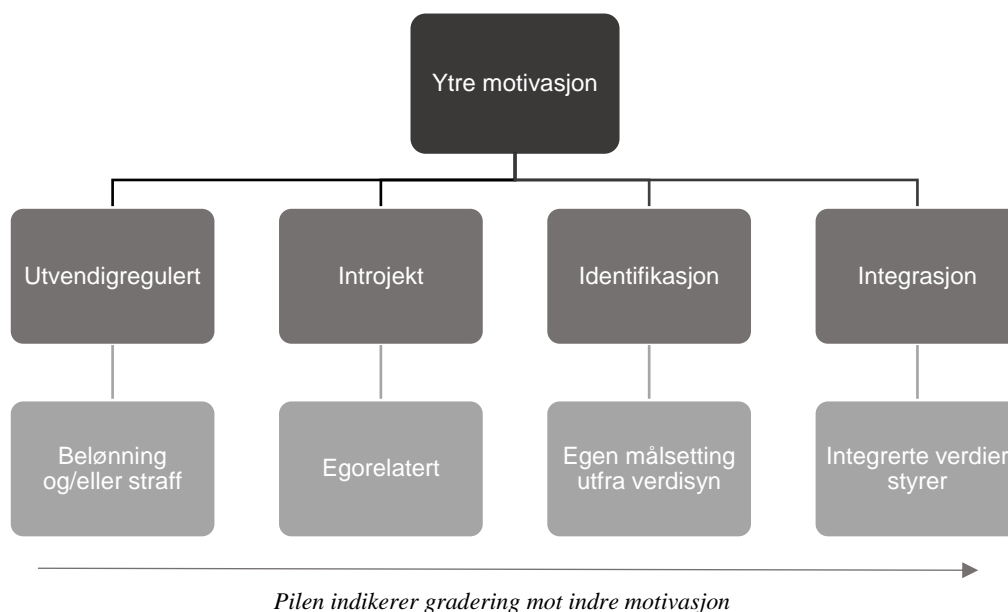 Ytre motivasjon
Utvendigregulert
Introjekt
Identifikasjon
Integrasjon
Belønning
og/eller straff
Egorelatert
Egen målsetting
utfra verdisyn
Integrerte verdier
styrer
Pilen indikerer gradering mot indre motivasjon